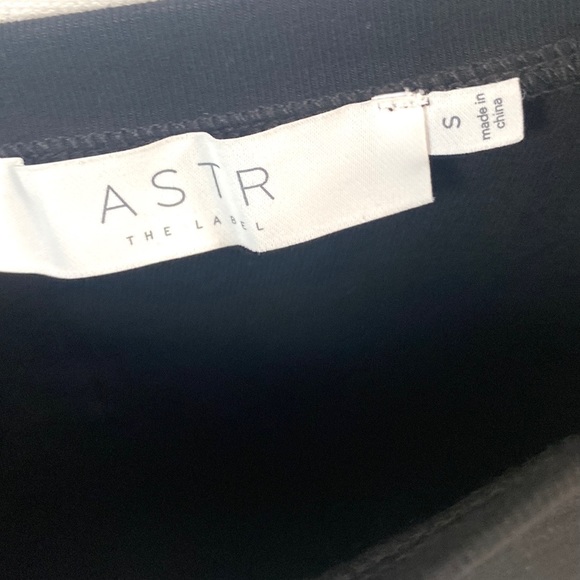 ASTR
THE LABEL
S
made in
china